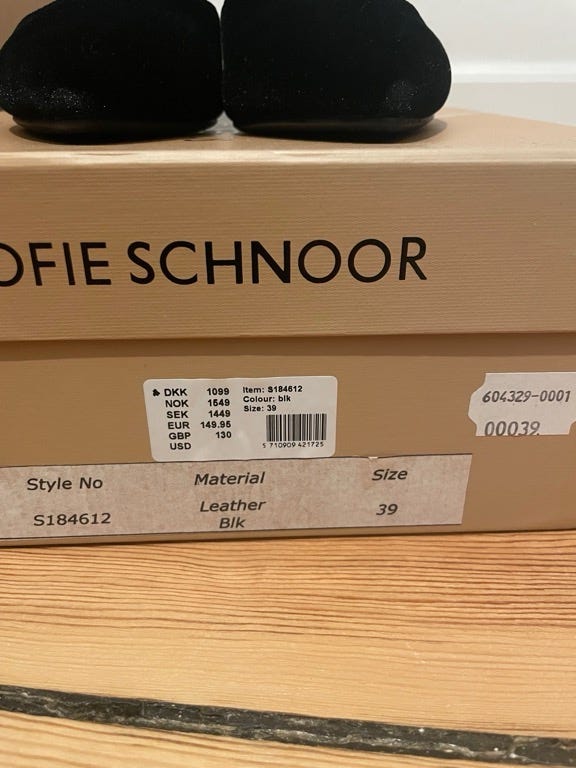 OFIE SCHNOOR
DKK 1099
NOK 1549
SEK 1449
EUR 149.95
GBP 130
USD
Item: S184612
Colour: blk
Size: 39
5 710909 421725
604329-0001
00039
Style No Material Size
S184612 Leather 39
Blk